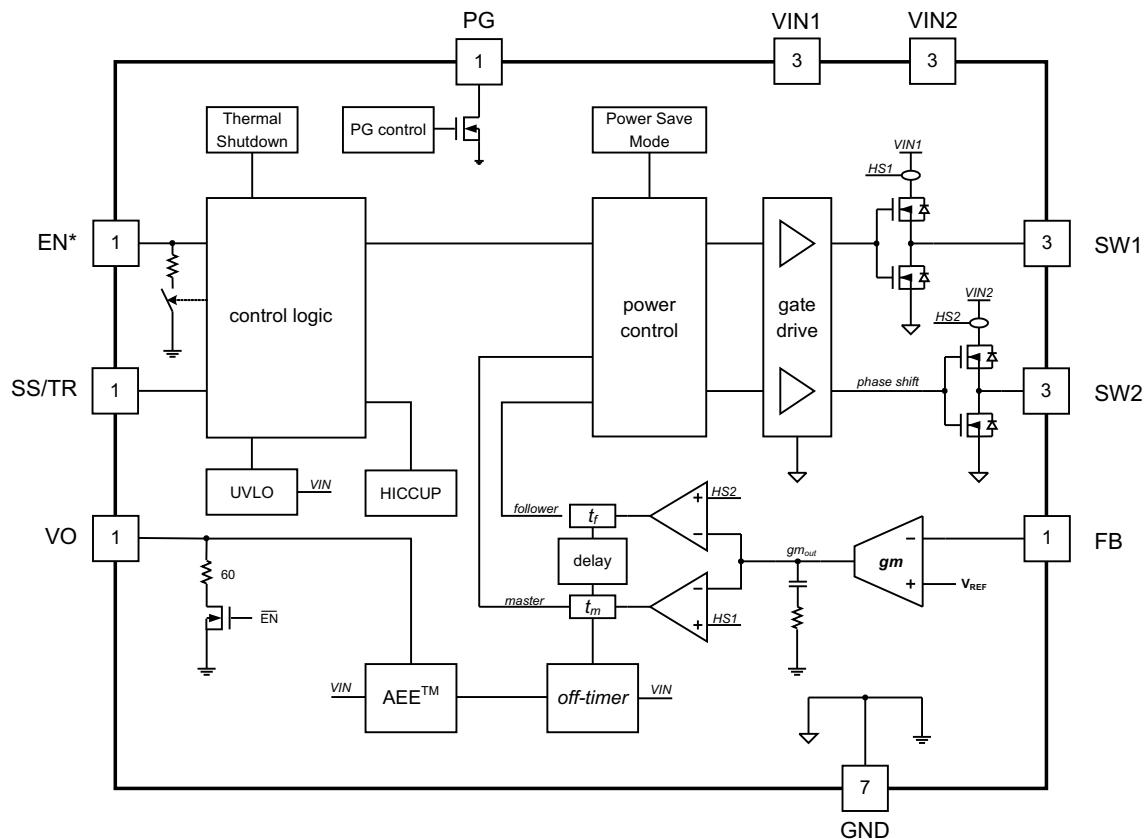 PG
VIN1
VIN2
1
3
3
Thermal
Shutdown
PG control
Power Save
Mode
VIN1
HS1
EN*
1
3
SW1
control logic
power
control
gate
drive
VIN2
HS2
SS/TR
1
phase shift
3
SW2
UVLO
VIN
HICCUP
HS2
follower
tf
VO
1
+
−
1
FB
delay
gmout
−
gm
+
VREF
60
EN
master
tm
−
+
HS1
VIN
AEE™
off-timer
VIN
7
GND